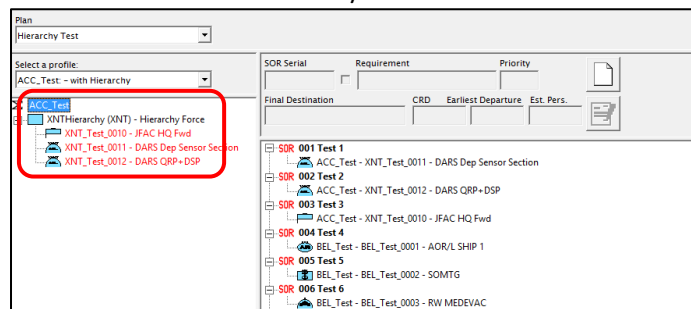 Plan
Hierarchy Test
Select a profile:
ACC_Test: - with Hierarchy
ACC_Test
XNTHierarchy (XNT) - Hierarchy Force
XNT_Test_0010 - JFAC HQ Fwd
XNT_Test_0011 - DARS Dep Sensor Section
XNT_Test_0012 - DARS QRP+DSP
SOR Serial Requirement Priority
Final Destination CRD Earliest Departure Est. Pers.
SOR 001 Test 1
ACC_Test - XNT_Test_0011 - DARS Dep Sensor Section
SOR 002 Test 2
ACC_Test - XNT_Test_0012 - DARS QRP+DSP
SOR 003 Test 3
ACC_Test - XNT_Test_0010 - JFAC HQ Fwd
SOR 004 Test 4
BEL_Test - BEL_Test_0001 - AOR/L SHIP 1
SOR 005 Test 5
BEL_Test - BEL_Test_0002 - SOMTG
SOR 006 Test 6
BEL_Test - BEL_Test_0003 - RW MEDEVAC